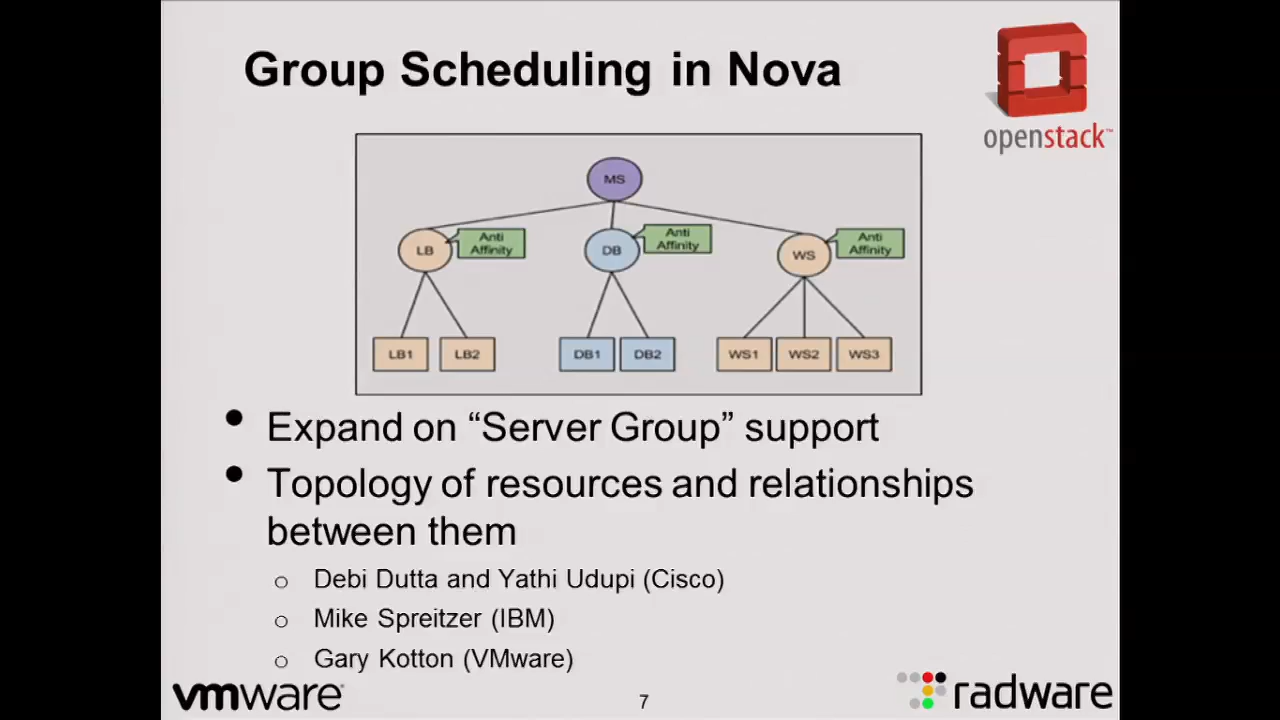 Group Scheduling in Nova
openstack™
MS
LB
Anti
Affinity
DB
Anti
Affinity
WS
Anti
Affinity
LB1
LB2
DB1
DB2
WS1
WS2
WS3
• Expand on “Server Group” support
• Topology of resources and relationships
between them
o Debi Dutta and Yathi Udupi (Cisco)
o Mike Spreitzer (IBM)
o Gary Kotton (VMware)
vmware
7
radware